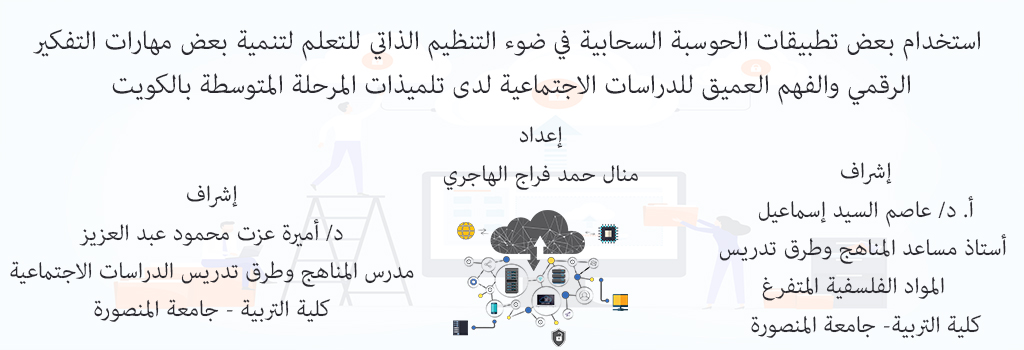 استخدام بعض تطبيقات الحوسبة السحابية في ضوء التنظيم الذاتي للتعلم لتنمية بعض مهارات التفكير
الرقمي والفهم العميق للدراسات الاجتماعية لدى تلميذات المرحلة المتوسطة بالكويت
إعداد
منال حمد فراج الهاجري
إشراف
أ. د/ عاصم السيد إسماعيل
أستاذ مساعد المناهج وطرق تدريس
المواد الفلسفية المتفرغ
كلية التربية- جامعة المنصورة
إشراف
د/ أميرة عزت محمود عبد العزيز
مدرس المناهج وطرق تدريس الدراسات الاجتماعية
كلية التربية - جامعة المنصورة